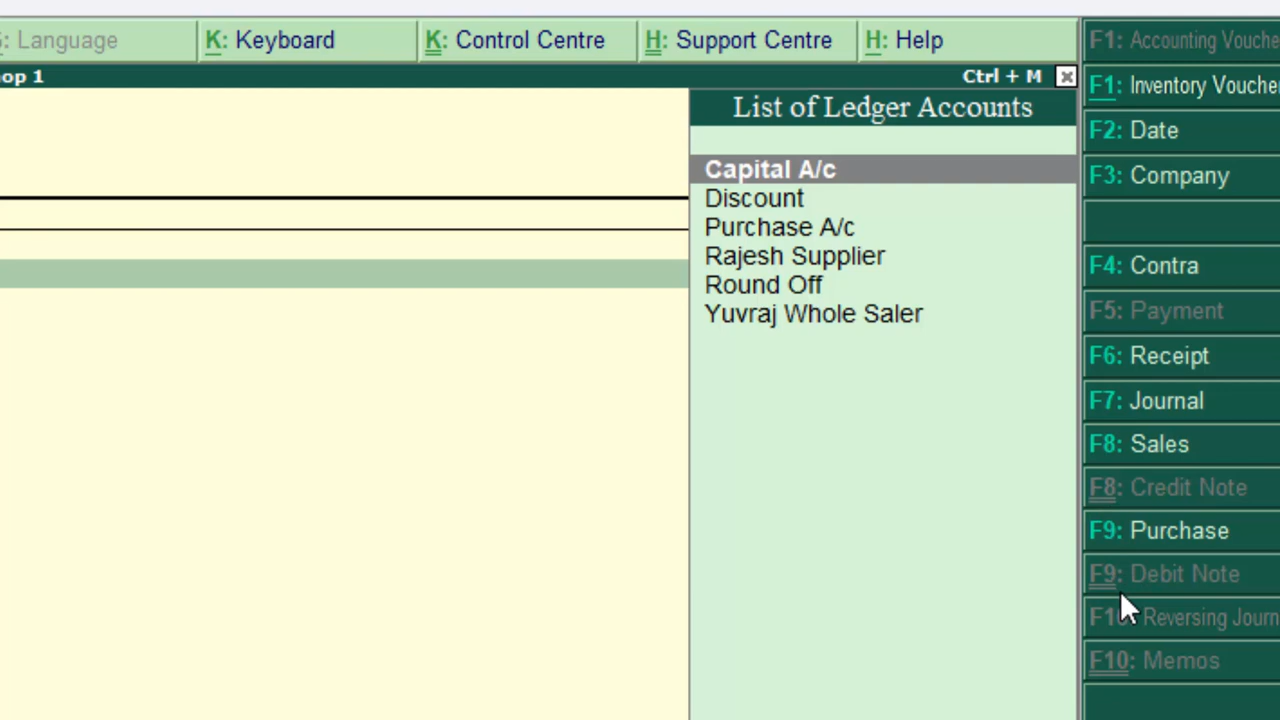 : Language
K: Keyboard
K: Control Centre
H: Support Centre
H: Help
op 1
Ctrl + M
List of Ledger Accounts
Capital A/c
Discount
Purchase A/c
Rajesh Supplier
Round Off
Yuvraj Whole Saler
F1: Accounting Vouche
F1: Inventory Vouche
F2: Date
F3: Company
F4: Contra
F5: Payment
F6: Receipt
F7: Journal
F8: Sales
F8: Credit Note
F9: Purchase
F9: Debit Note
F10: Reversing Journ
F10: Memos